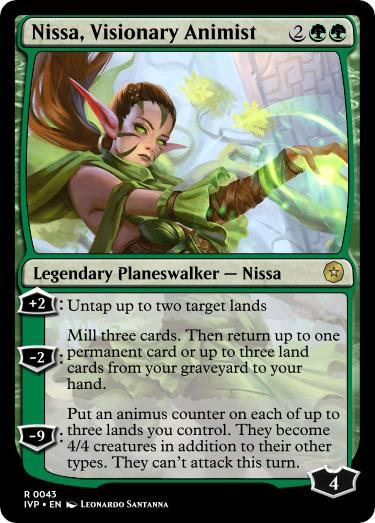 Nissa, Visionary Animist 2
Legendary Planeswalker — Nissa
+2: Untap up to two target lands
Mill three cards. Then return up to one
-2: permanent card or up to three land
cards from your graveyard to your
hand.
Put an animus counter on each of up to
-9: three lands you control. They become
4/4 creatures in addition to their other
types. They can't attack this turn.
4
R 0043
IVP • EN Leonardo Santanna